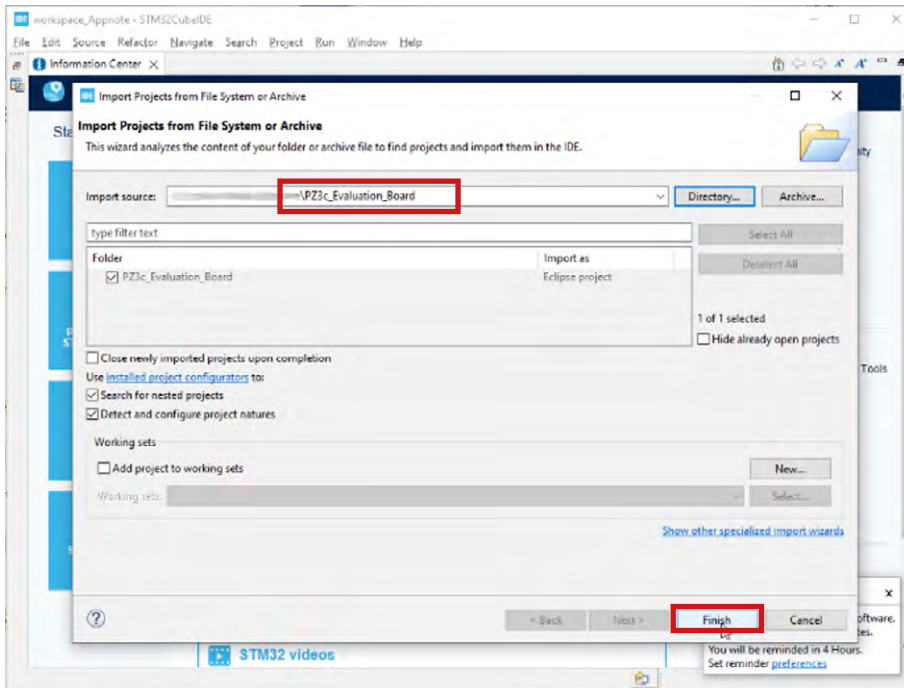 IDE workspace_Appnote - STM32CubeIDE
File Edit Source Refactor Navigate Search Project Run Window Help
Information Center
IDE Import Projects from File System or Archive
Sta
Import Projects from File System or Archive
This wizard analyzes the content of your folder or archive file to find projects and import them in the IDE.
ity
Import source: \PZ3c_Evaluation_Board Directory... Archive...
type filter text Select All
Folder Import as Deselect All
PZ3c_Evaluation_Board Eclipse project
1 of 1 selected
Hide already open projects
Close newly imported projects upon completion
Tools
Use installed project configurators to:
Search for nested projects
Detect and configure project natures
Working sets
Add project to working sets New...
Working sets: Select...
Show other specialized import wizards
? < Back Next > Finish Cancel
oftware.
tes.
You will be reminded in 4 Hours.
Set reminder preferences
STM32 videos